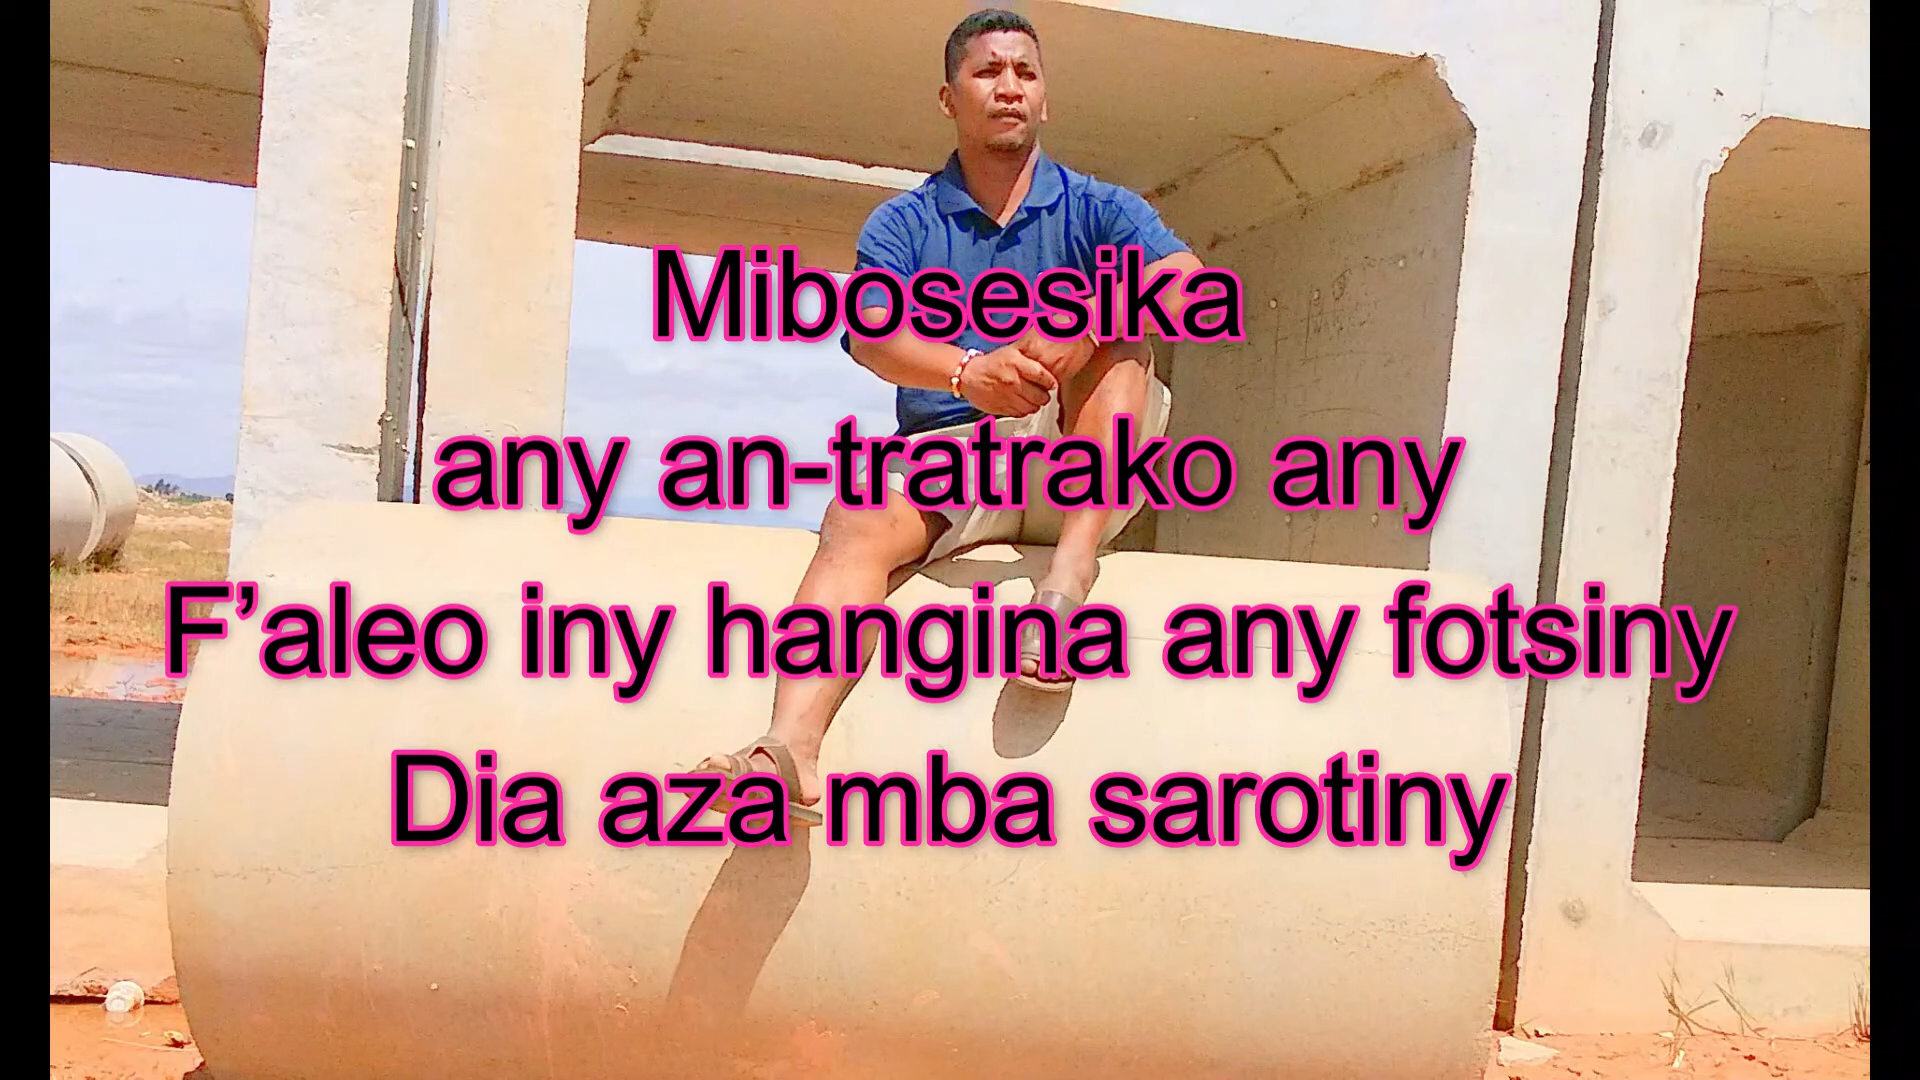 Mibosesika
any an-tratrako any
F’aleo iny hangina any fotsiny
Dia aza mba sarotiny